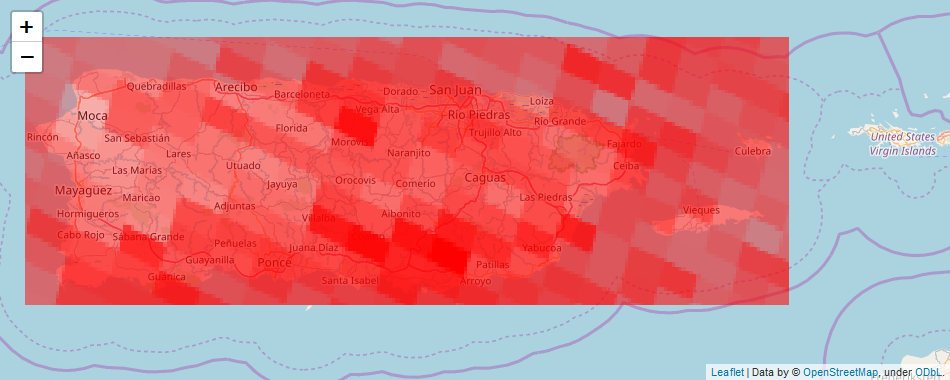 +
−
Quebradillas
Arecibo
Barceloneta
Dorado
San Juan
Loíza
Moca
Vega Alta
Río Piedras
Río Grande
Rincón
San Sebastián
Florida
Morovis
Trujillo Alto
Fajardo
Añasco
Lares
Naranjito
Culebra
United States
Virgin Islands
Las Marías
Utuado
Ceiba
Mayagüez
Maricao
Jayuya
Orocovis
Comerio
Caguas
Las Piedras
Hormigueros
Adjuntas
Villalba
Aibonito
Vieques
Cabo Rojo
Sabana Grande
Peñuelas
Juana Díaz
Yabucoa
Guayanilla
Ponce
Patillas
Guánica
Santa Isabel
Arroyo
Leaflet | Data by © OpenStreetMap, under ODbL.